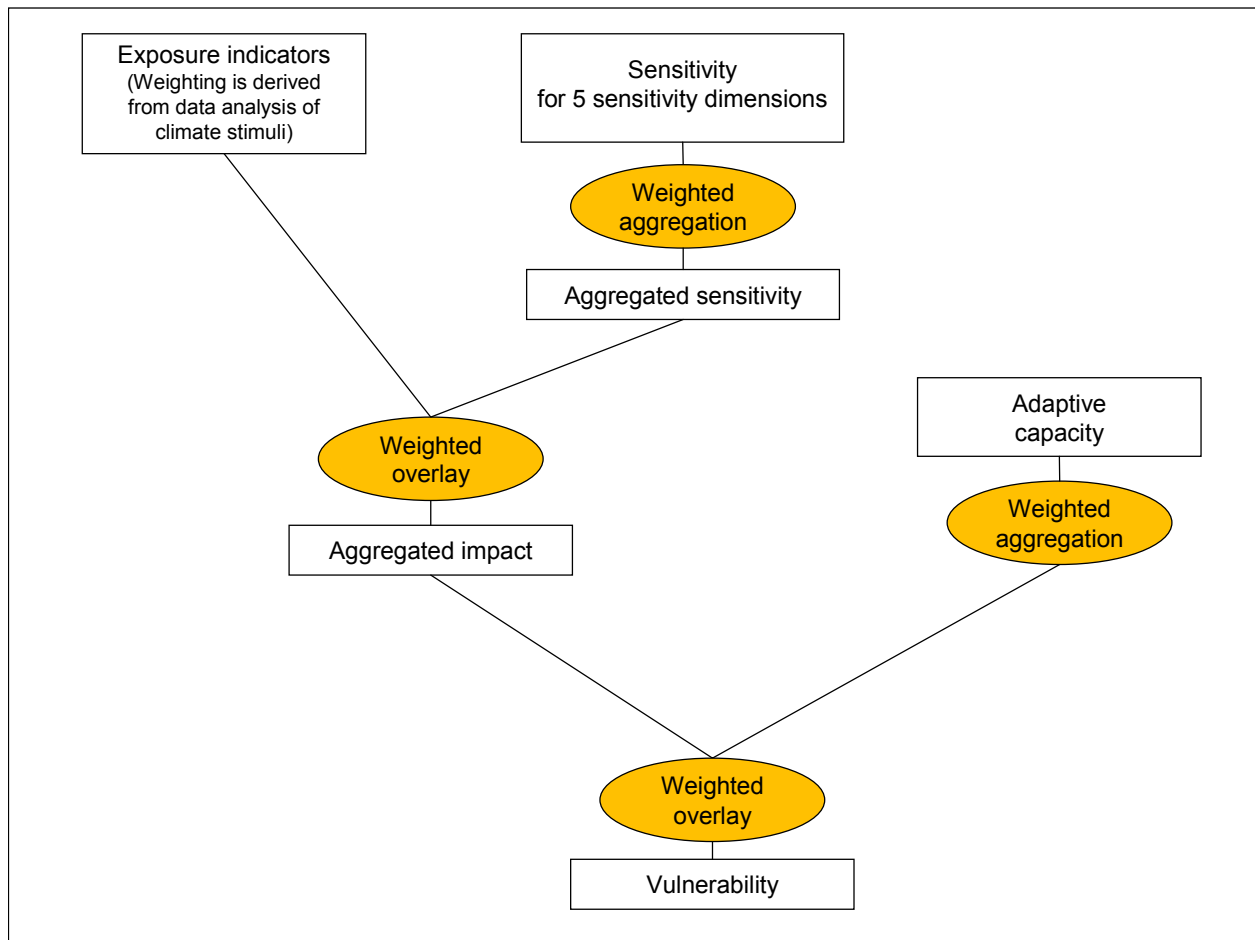 Exposure indicators
(Weighting is derived
from data analysis of
climate stimuli)
Sensitivity
for 5 sensitivity dimensions
Weighted
aggregation
Aggregated sensitivity
Weighted
overlay
Aggregated impact
Adaptive
capacity
Weighted
aggregation
Weighted
overlay
Vulnerability